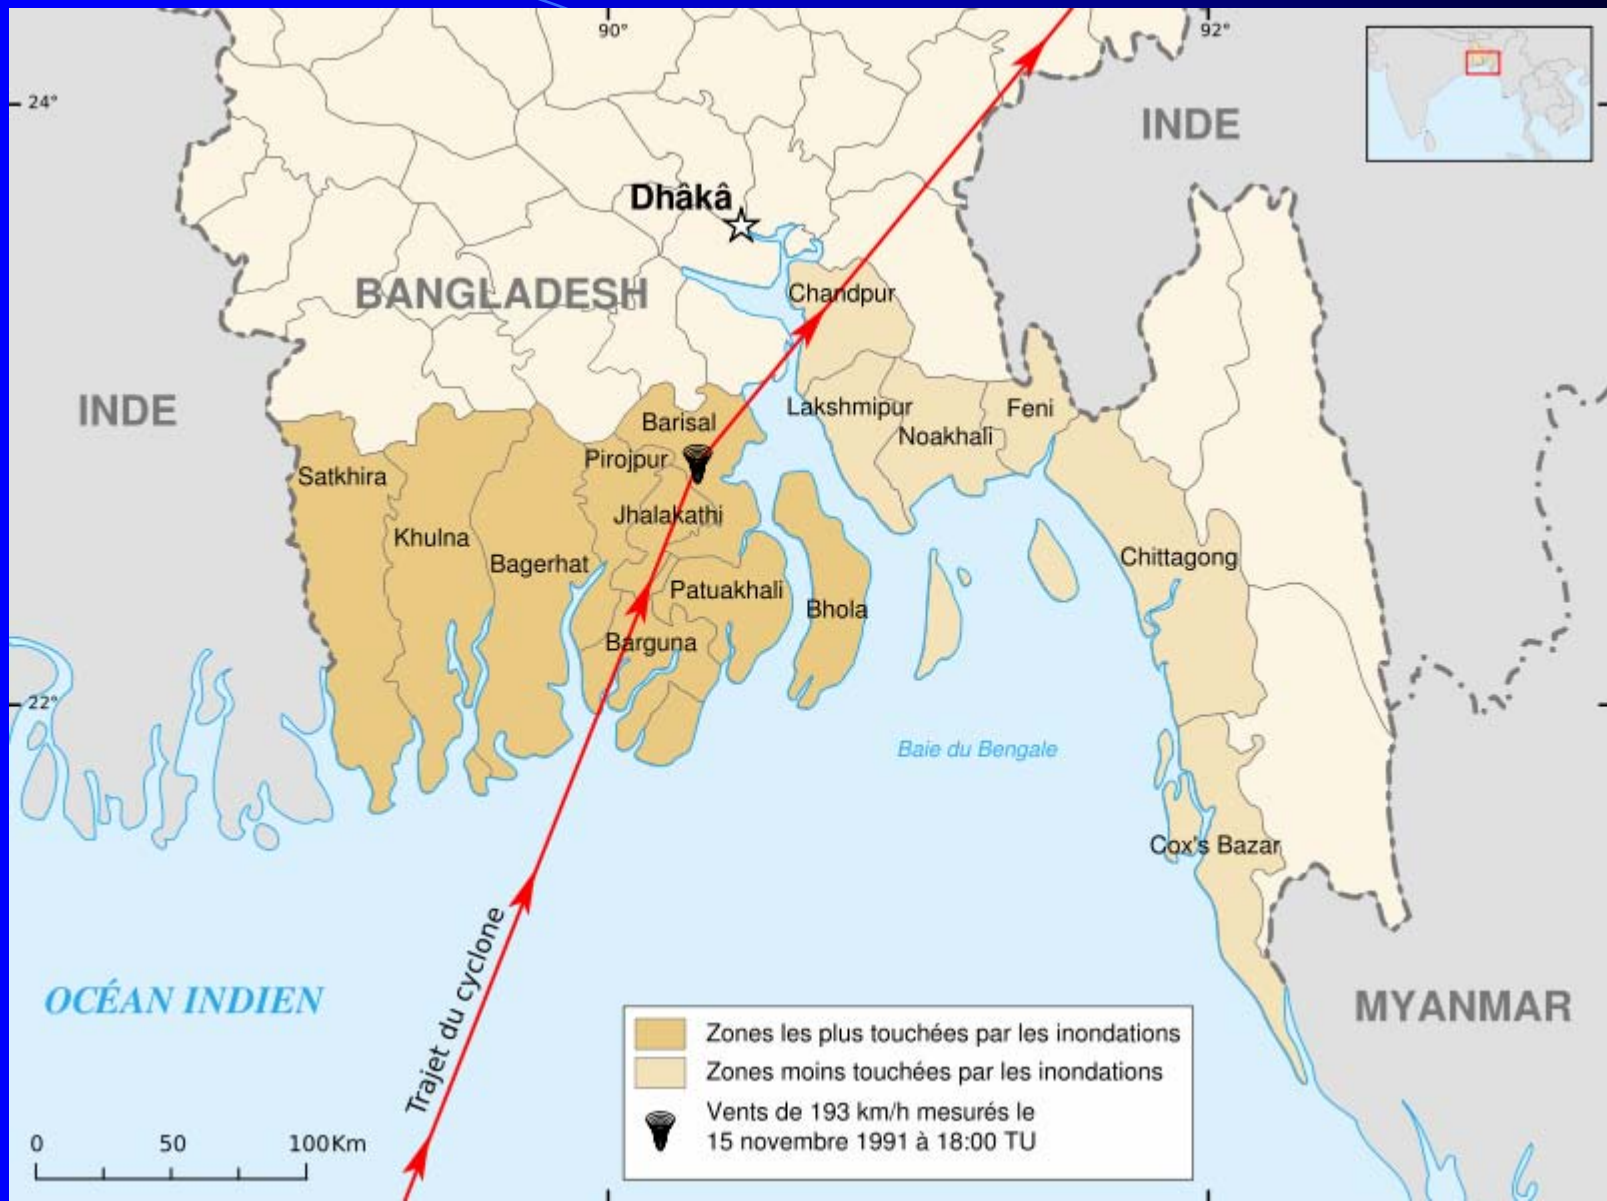 90°
92°
24°
INDE
Dhâkâ
BANGLADESH
Chandpur
INDE
Lakshmipur
Feni
Barisal
Noakhali
Pirojpur
Satkhira
Jhalakathi
Khulna
Bagerhat
Chittagong
Patuakhali
Bhola
Barguna
22°
Baie du Bengale
Cox's Bazar
Trajet du cyclone
OCÉAN INDIEN
MYANMAR
Zones les plus touchées par les inondations
Zones moins touchées par les inondations
Vents de 193 km/h mesurés le
15 novembre 1991 à 18:00 TU
0 50 100Km